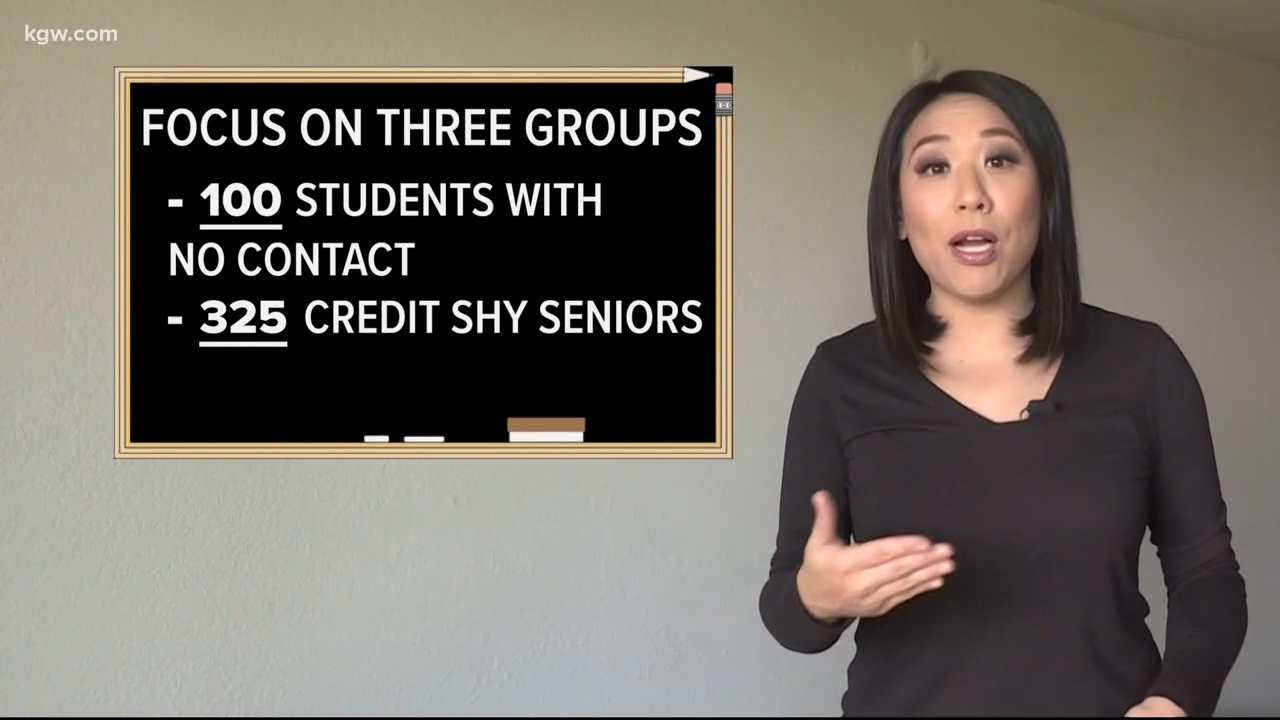 kgw.com
FOCUS ON THREE GROUPS
- 100 STUDENTS WITH
NO CONTACT
- 325 CREDIT SHY SENIORS